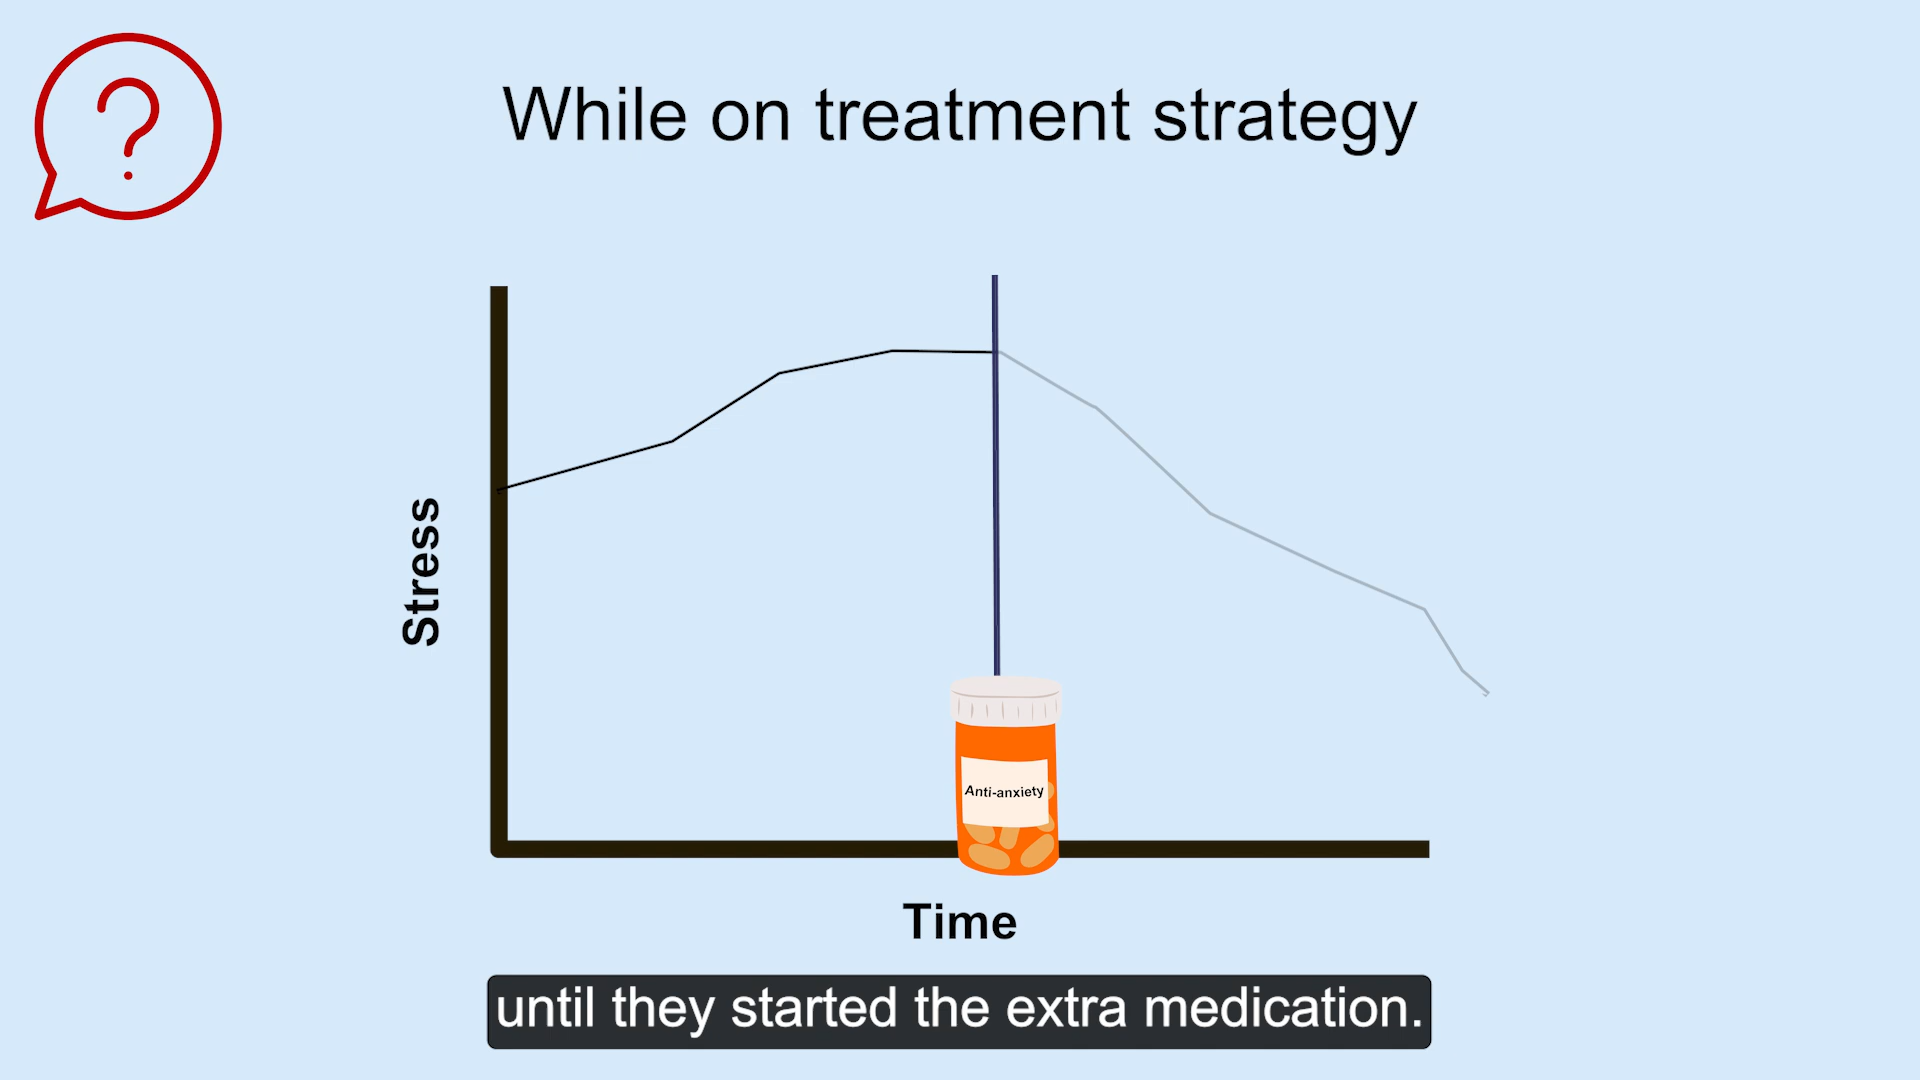 ?
While on treatment strategy
Stress
Anti-anxiety
Time
until they started the extra medication.